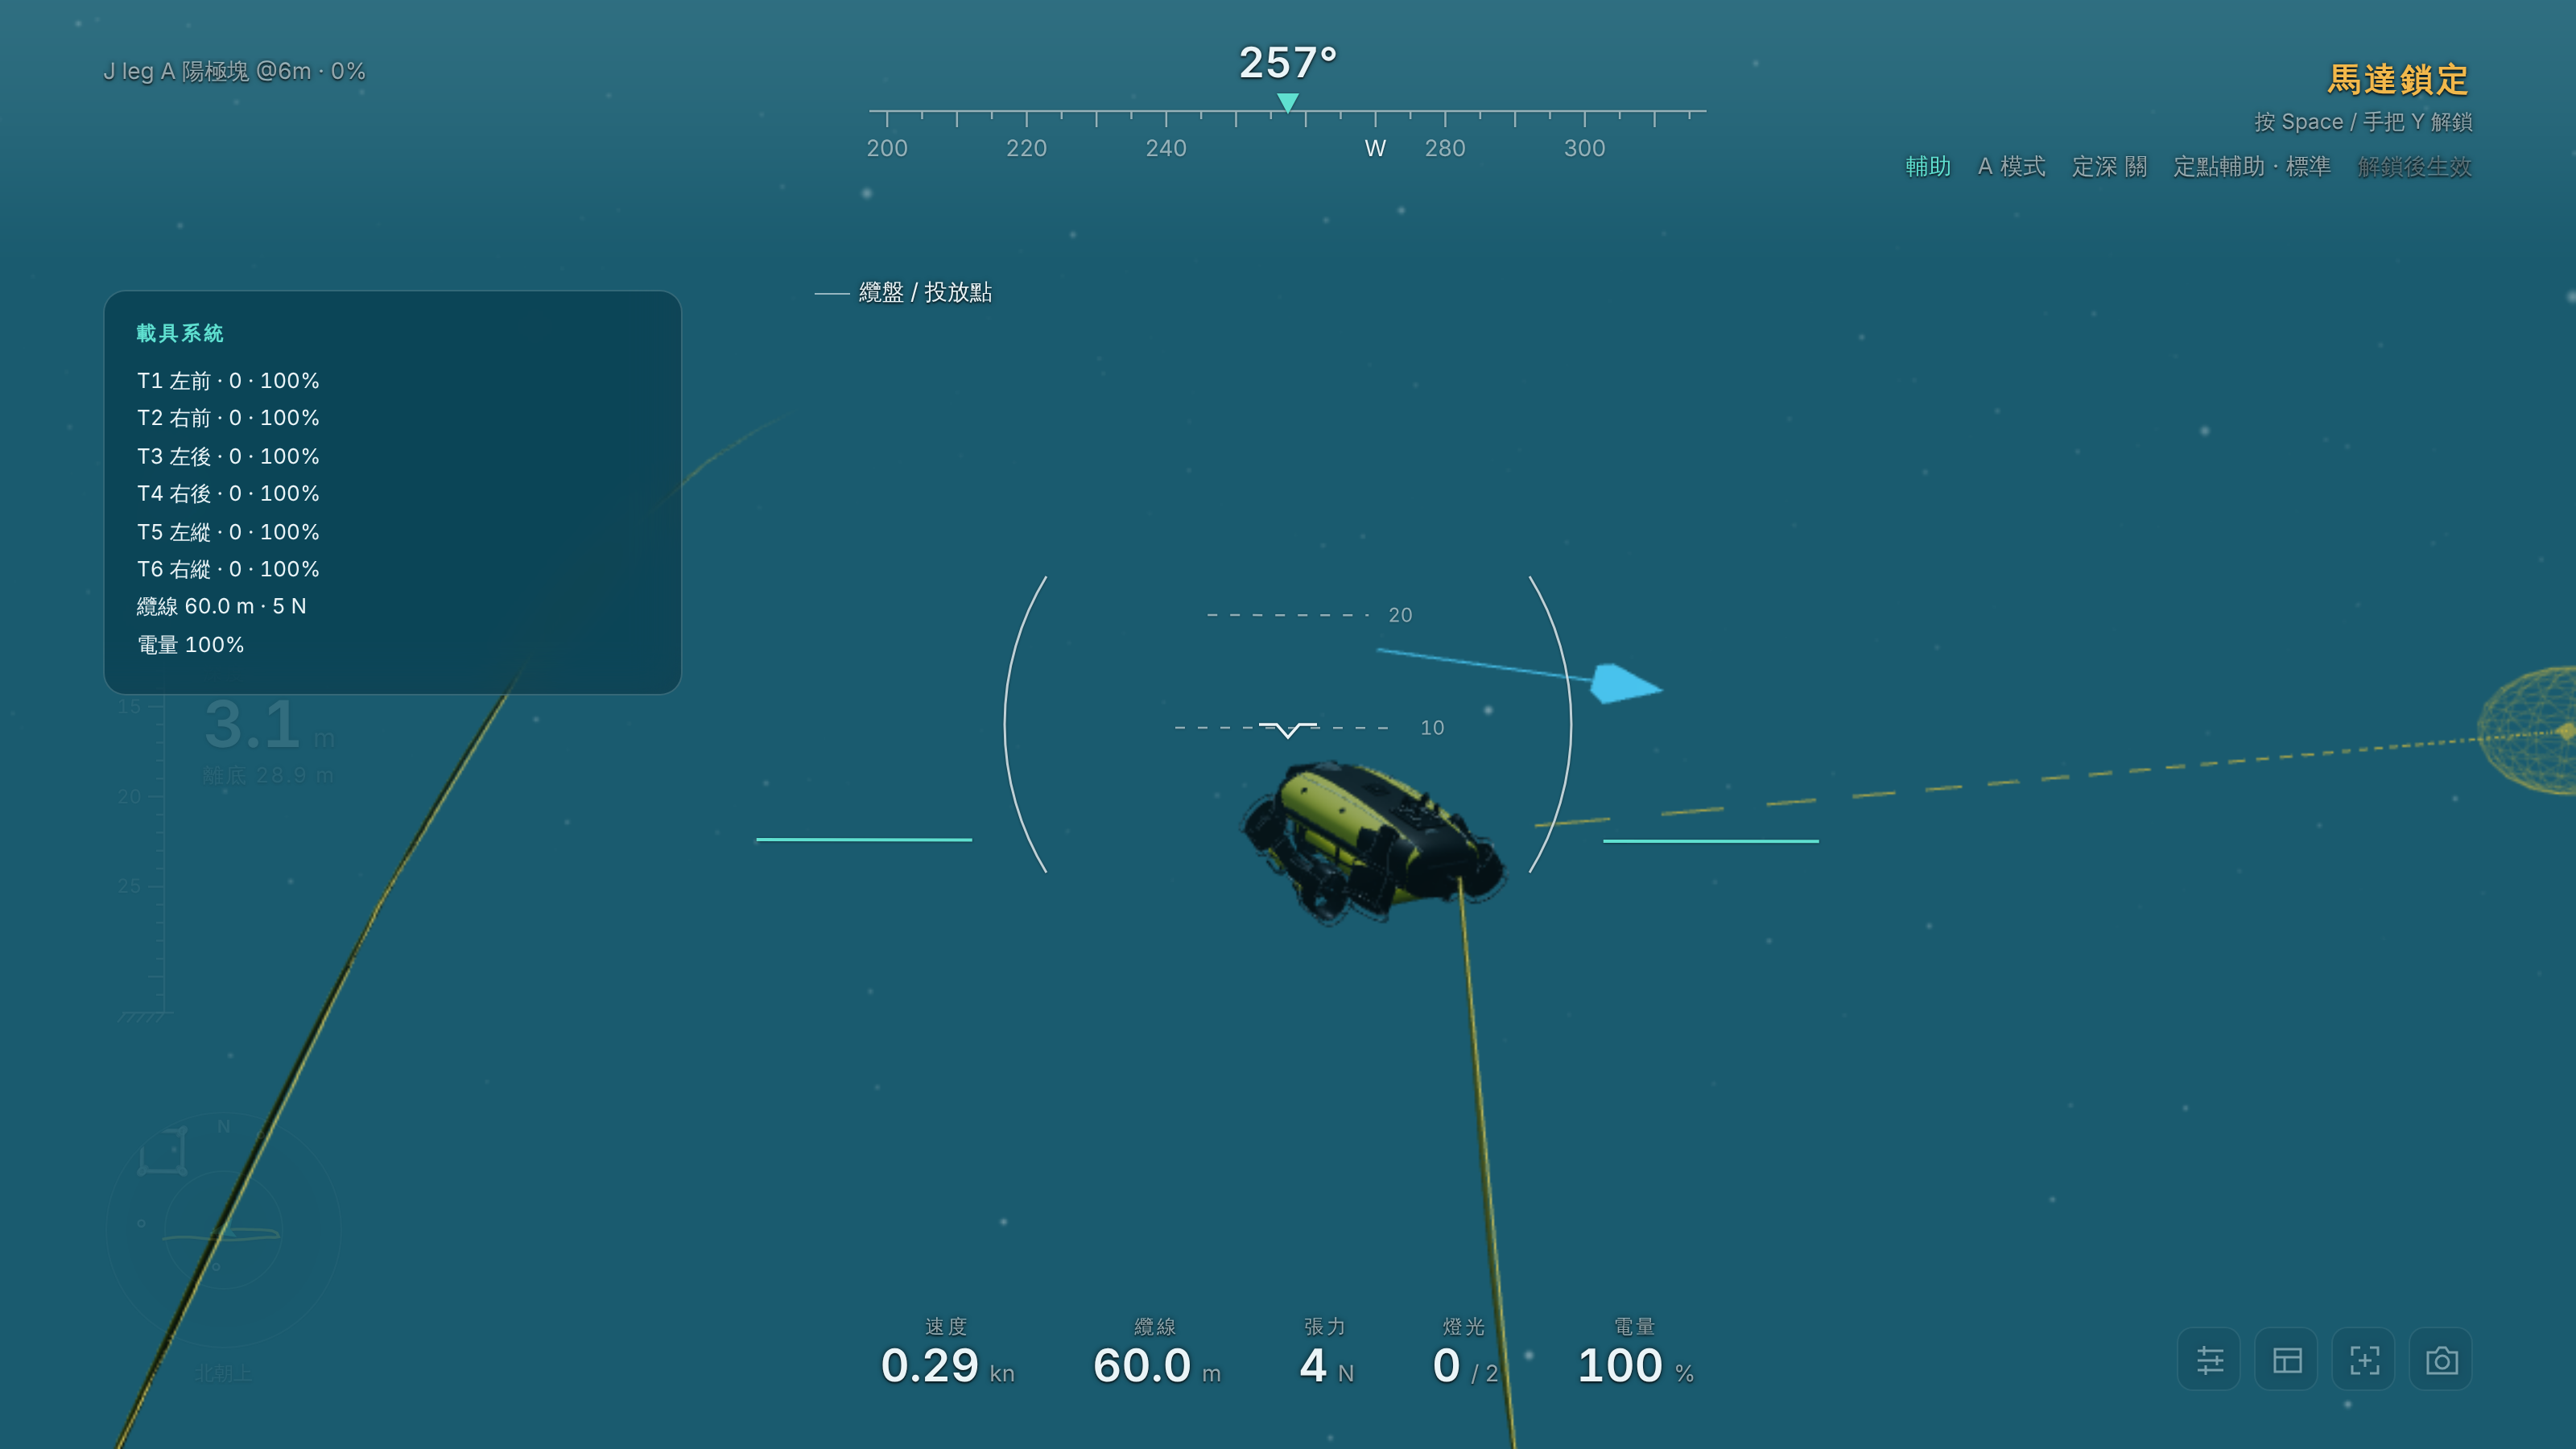 J leg A 陽極塊 @6m · 0%
257°
200 220 240 W 280 300
馬達鎖定
按 Space / 手把 Y 解鎖
輔助 A 模式 定深 關 定點輔助 · 標準 解鎖後生效
纜盤 / 投放點
載具系統
T1 左前 · 0 · 100%
T2 右前 · 0 · 100%
T3 左後 · 0 · 100%
T4 右後 · 0 · 100%
T5 左縱 · 0 · 100%
T6 右縱 · 0 · 100%
纜線 60.0 m · 5 N
電量 100%
20
10
15
3.1 m
離底 28.9 m
20
25
N
北朝上
速度 纜線 張力 燈光 電量
0.29 kn 60.0 m 4 N 0 / 2 100 %